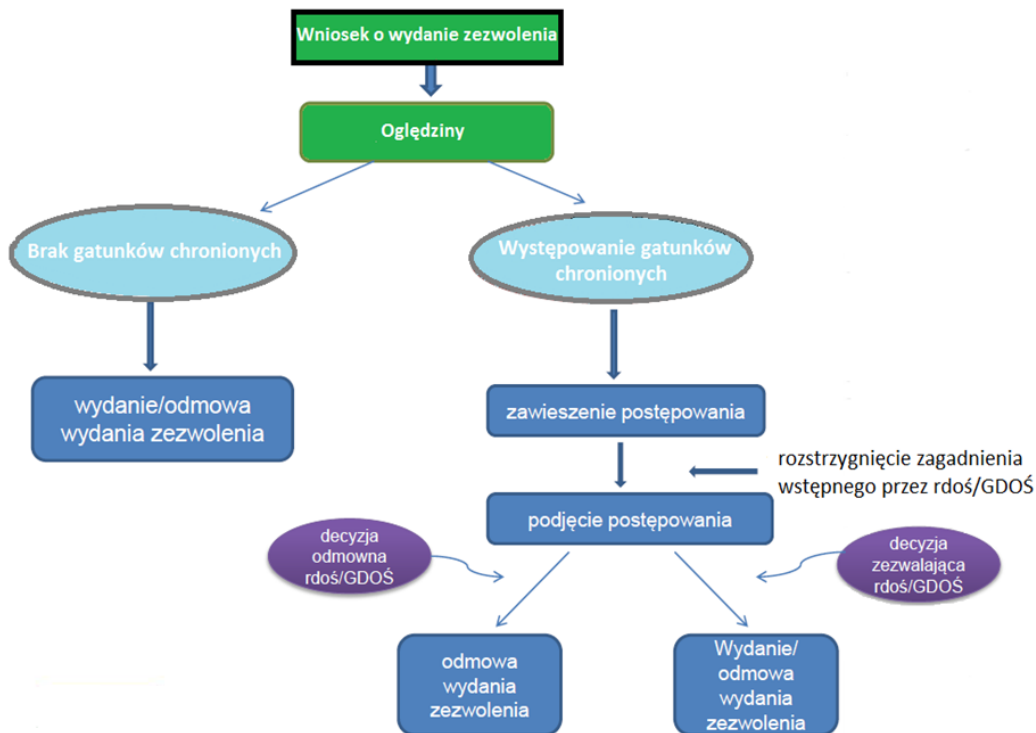 Wniosek o wydanie zezwolenia
Oględziny
Brak gatunków chronionych
Występowanie gatunków
chronionych
wydanie/odmowa
wydania zezwolenia
zawieszenie postępowania
rozstrzygnięcie zagadnienia
wstępnego przez rdoś/GDOŚ
podjęcie postępowania
decyzja
odmowna
rdoś/GDOŚ
decyzja
zezwalająca
rdoś/GDOŚ
odmowa
wydania
zezwolenia
Wydanie/
odmowa
wydania
zezwolenia